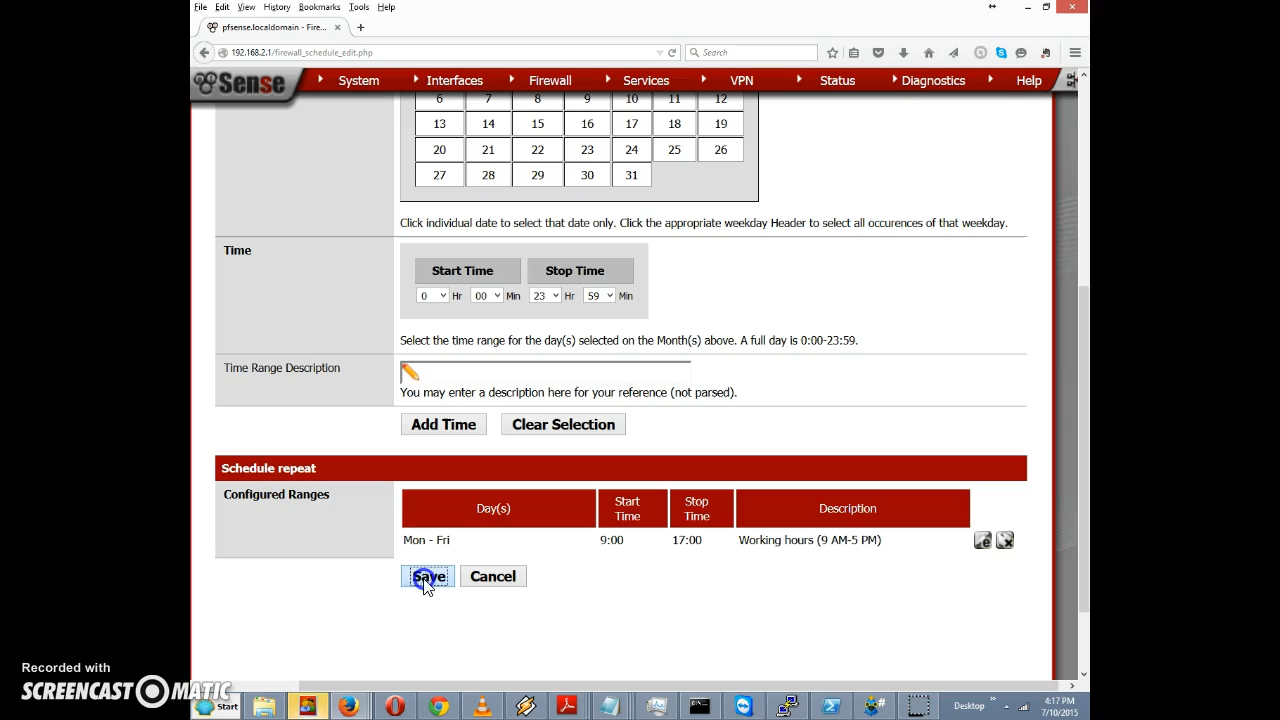 File Edit View History Bookmarks Tools Help
pfsense.localdomain - Fire... × +
192.168.2.1/firewall_schedule_edit.php Search
Sense System Interfaces Firewall Services VPN Status Diagnostics Help
6 7 8 9 10 11 12
13 14 15 16 17 18 19
20 21 22 23 24 25 26
27 28 29 30 31
Click individual date to select that date only. Click the appropriate weekday Header to select all occurences of that weekday.
Time
Start Time Stop Time
0 Hr 00 Min 23 Hr 59 Min
Select the time range for the day(s) selected on the Month(s) above. A full day is 0:00-23:59.
Time Range Description
You may enter a description here for your reference (not parsed).
Add Time Clear Selection
Schedule repeat
Configured Ranges
Day(s) Start Time Stop Time Description
Mon - Fri 9:00 17:00 Working hours (9 AM-5 PM)
Save Cancel
Recorded with
SCREENCAST MATIC
Start Desktop 4:17 PM
7/10/2015